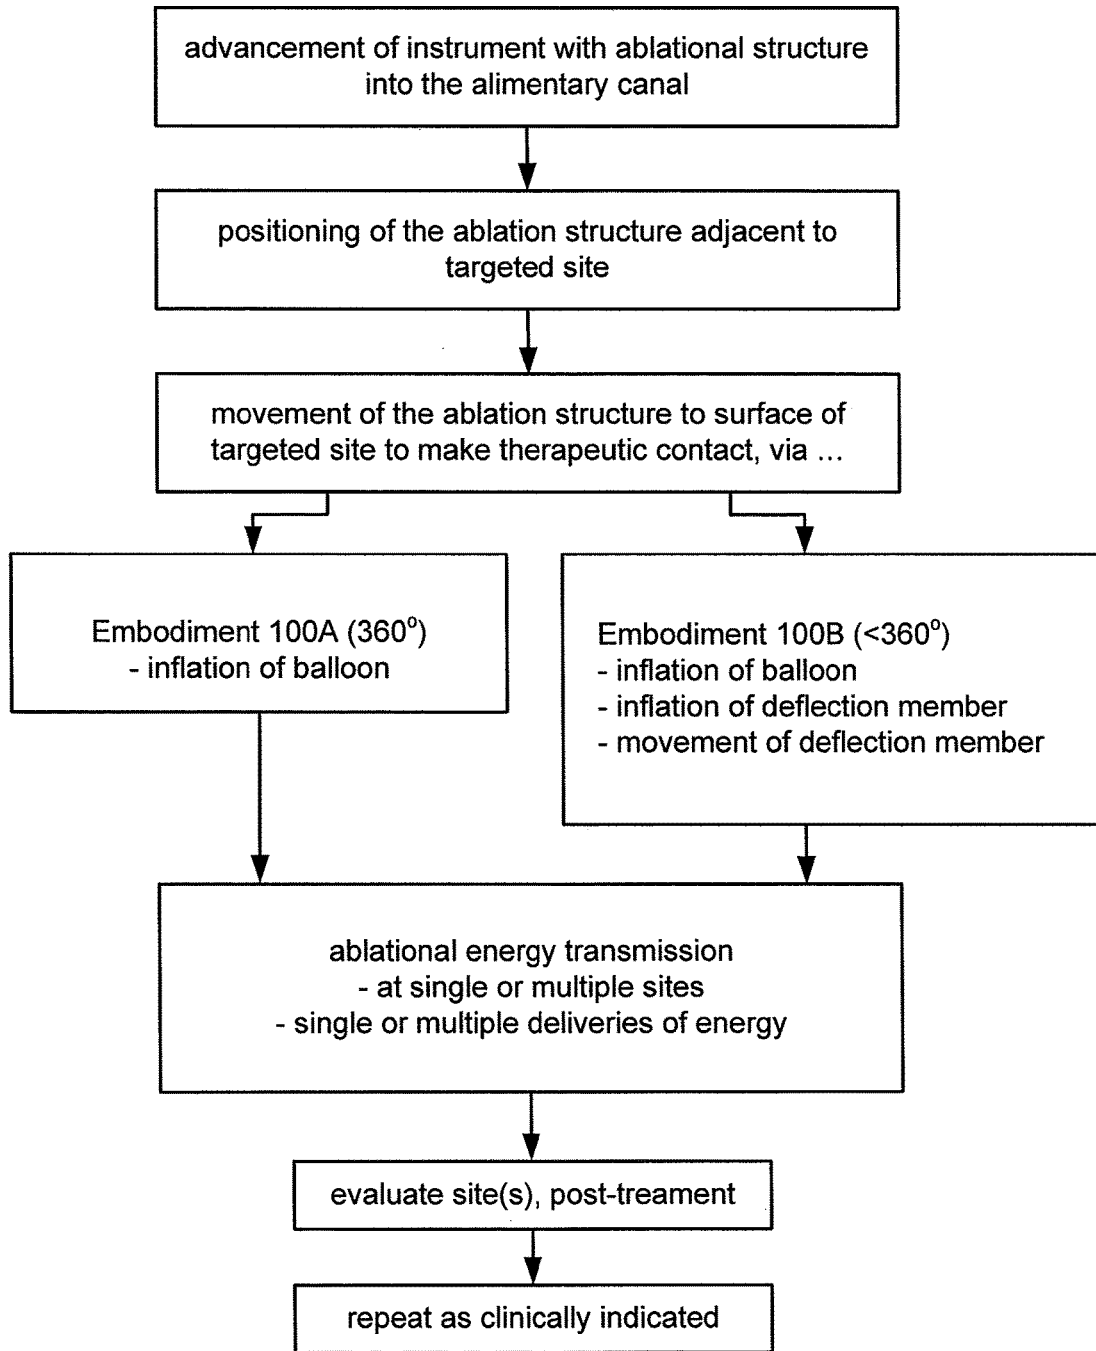 advancement of instrument with ablational structure
into the alimentary canal
positioning of the ablation structure adjacent to
targeted site
movement of the ablation structure to surface of
targeted site to make therapeutic contact, via ...
Embodiment 100A (360°)
- inflation of balloon
Embodiment 100B (<360°)
- inflation of balloon
- inflation of deflection member
- movement of deflection member
ablational energy transmission
- at single or multiple sites
- single or multiple deliveries of energy
evaluate site(s), post-treament
repeat as clinically indicated